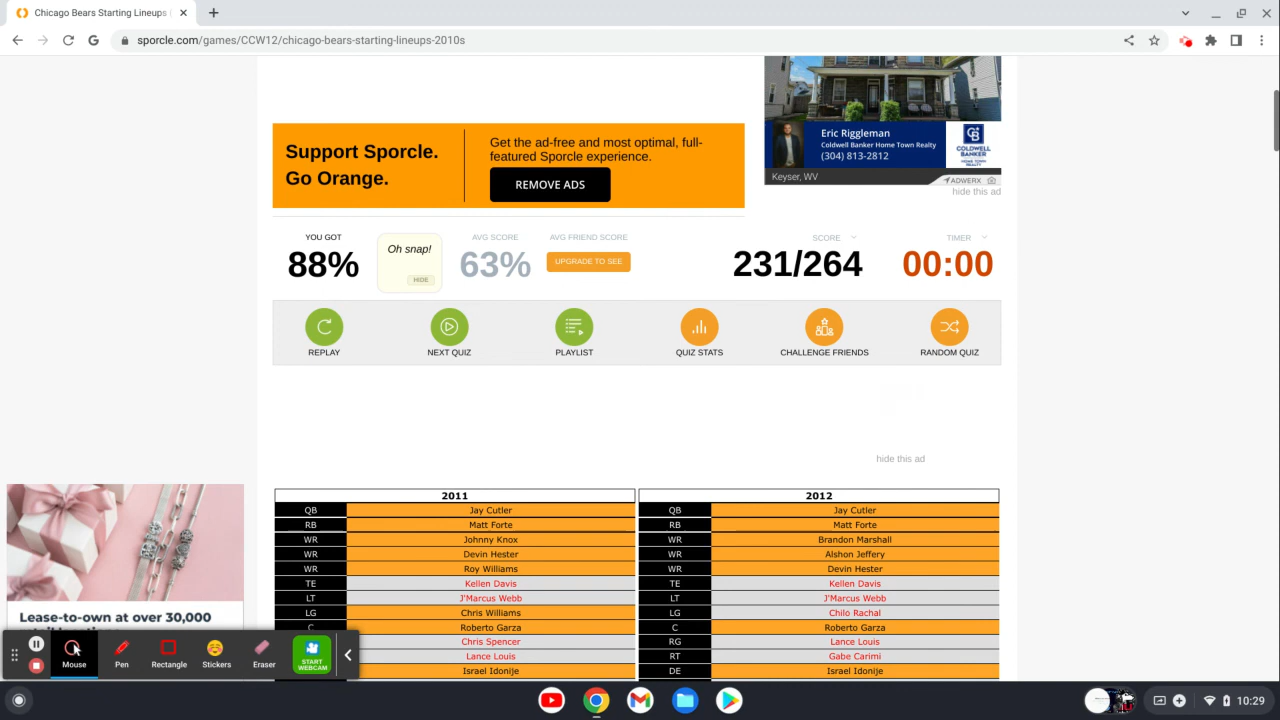 Chicago Bears Starting Lineups (
sporcle.com/games/CCW12/chicago-bears-starting-lineups-2010s
Eric Riggleman
Coldwell Banker Home Town Realty
(304) 813-2812
COLDWELL
BANKER
HOME TOWN
REALTY
Keyser, WV
ADWERX
hide this ad
Support Sporcle.
Go Orange.
Get the ad-free and most optimal, full-
featured Sporcle experience.
REMOVE ADS
YOU GOT
88%
Oh snap!
HIDE
AVG SCORE
63%
AVG FRIEND SCORE
UPGRADE TO SEE
SCORE
231/264
TIMER
00:00
REPLAY
NEXT QUIZ
PLAYLIST
QUIZ STATS
CHALLENGE FRIENDS
RANDOM QUIZ
hide this ad
2011
QB Jay Cutler
RB Matt Forte
WR Johnny Knox
WR Devin Hester
WR Roy Williams
TE Kellen Davis
LT J'Marcus Webb
LG Chris Williams
C Roberto Garza
Chris Spencer
Lance Louis
Israel Idonije
2012
QB Jay Cutler
RB Matt Forte
WR Brandon Marshall
WR Alshon Jeffery
WR Devin Hester
TE Kellen Davis
LT J'Marcus Webb
LG Chilo Rachal
C Roberto Garza
RG Lance Louis
RT Gabe Carimi
DE Israel Idonije
Lease-to-own at over 30,000
Mouse
Pen
Rectangle
Stickers
Eraser
START
WEBCAM
10:29